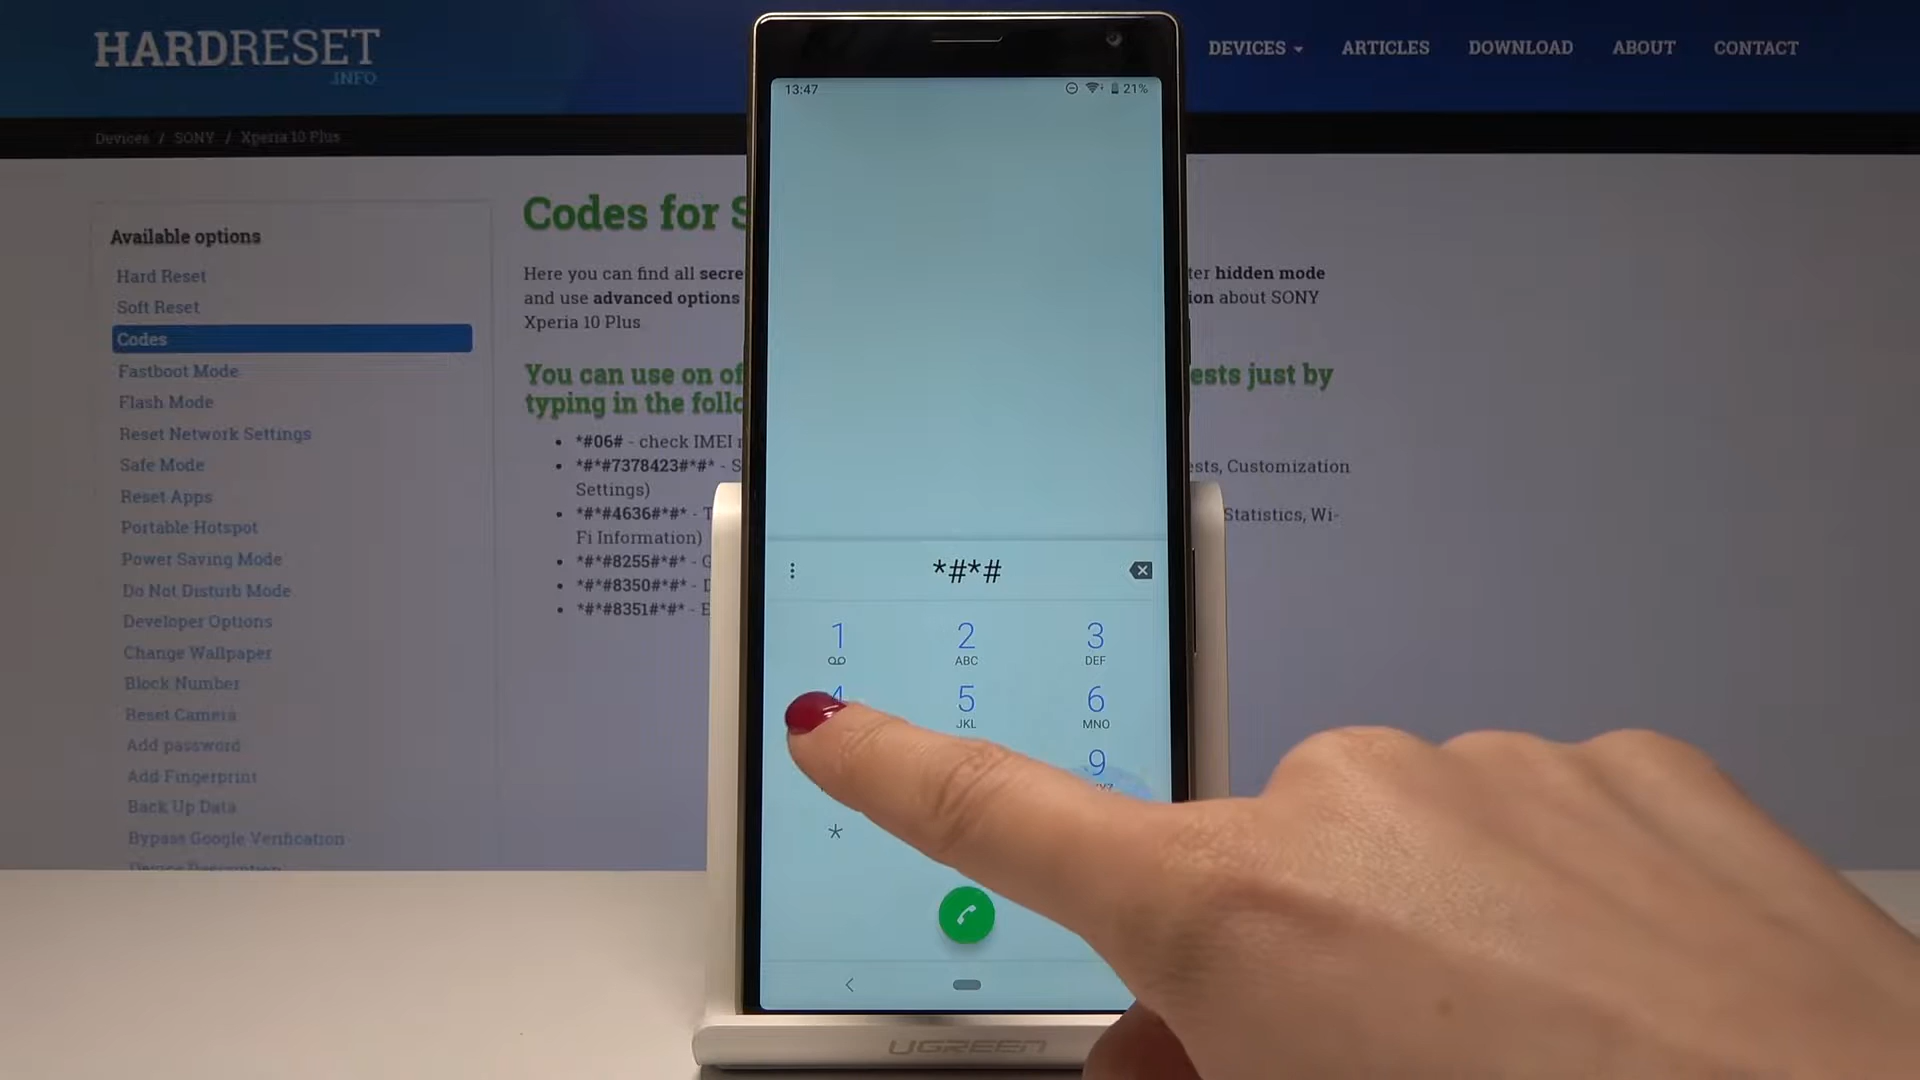 HARDRESET
.INFO
DEVICES
ARTICLES
DOWNLOAD
ABOUT
CONTACT
Devices / SONY / Xperia 10 Plus
13:47
21%
Available options
Hard Reset
Soft Reset
Codes
Fastboot Mode
Flash Mode
Reset Network Settings
Safe Mode
Reset Apps
Portable Hotspot
Power Saving Mode
Do Not Disturb Mode
Developer Options
Change Wallpaper
Block Number
Reset Camera
Add password
Add Fingerprint
Back Up Data
Bypass Google Verification
Codes for S
Here you can find all secre ter hidden mode
and use advanced options ion about SONY
Xperia 10 Plus
You can use on of ests just by
typing in the follo
*#06# - check IMEI
*#*#7378423#*#* - S sts, Customization
Settings)
*#*#4636#*#* - T Statistics, Wi-
Fi Information)
*#*#8255#*#* - G
*#*#8350#*#* - D
*#*#8351#*#* - E
*#*#
1
2 ABC
3 DEF
4
5 JKL
6 MNO
9
*
UGREEN